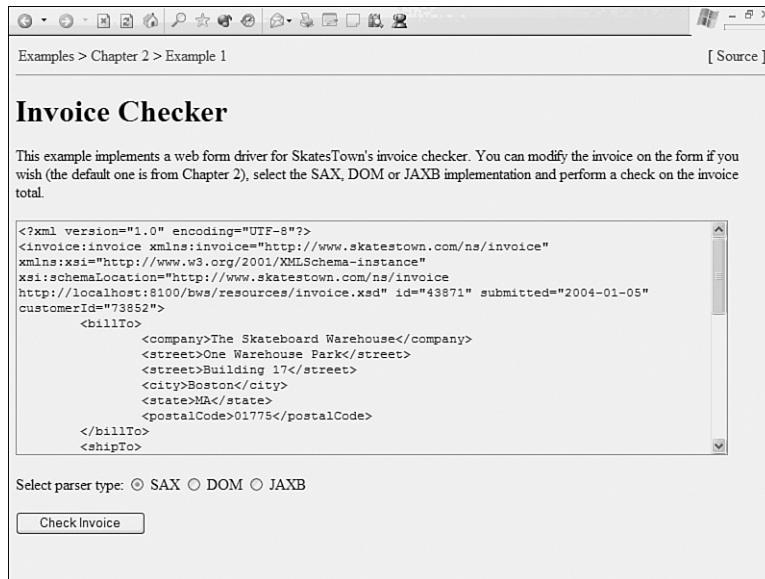 Examples > Chapter 2 > Example 1
[ Source ]
Invoice Checker
This example implements a web form driver for SkatesTown's invoice checker. You can modify the invoice on the form if you
wish (the default one is from Chapter 2), select the SAX, DOM or JAXB implementation and perform a check on the invoice
total.
<?xml version="1.0" encoding="UTF-8"?>
<invoice:invoice xmlns:invoice="http://www.skatestown.com/ns/invoice"
xmlns:xsi="http://www.w3.org/2001/XMLSchema-instance"
xsi:schemaLocation="http://www.skatestown.com/ns/invoice
http://localhost:8100/bws/resources/invoice.xsd" id="43871" submitted="2004-01-05"
customerId="73852">
<billTo>
<company>The Skateboard Warehouse</company>
<street>One Warehouse Park</street>
<street>Building 17</street>
<city>Boston</city>
<state>MA</state>
<postalCode>01775</postalCode>
</billTo>
<shipTo>
Select parser type: SAX DOM JAXB
Check Invoice